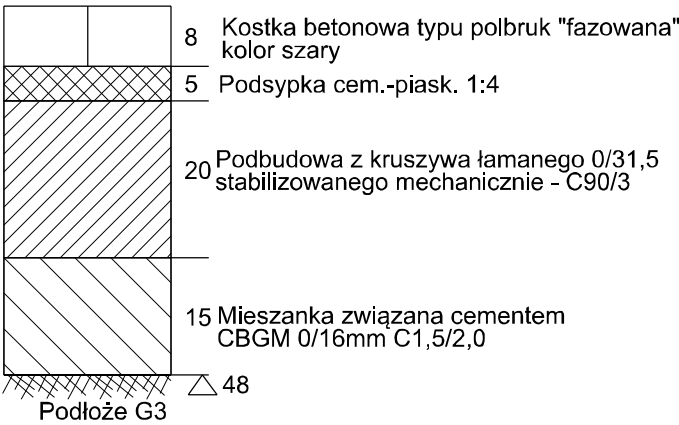 8 Kostka betonowa typu polbruk "fazowana"
kolor szary
5 Podsypka cem.-piask. 1:4
20 Podbudowa z kruszywa łamanego 0/31,5
stabilizowanego mechanicznie - C90/3
15 Mieszanka związana cementem
CBGM 0/16mm C1,5/2,0
48
Podłoże G3